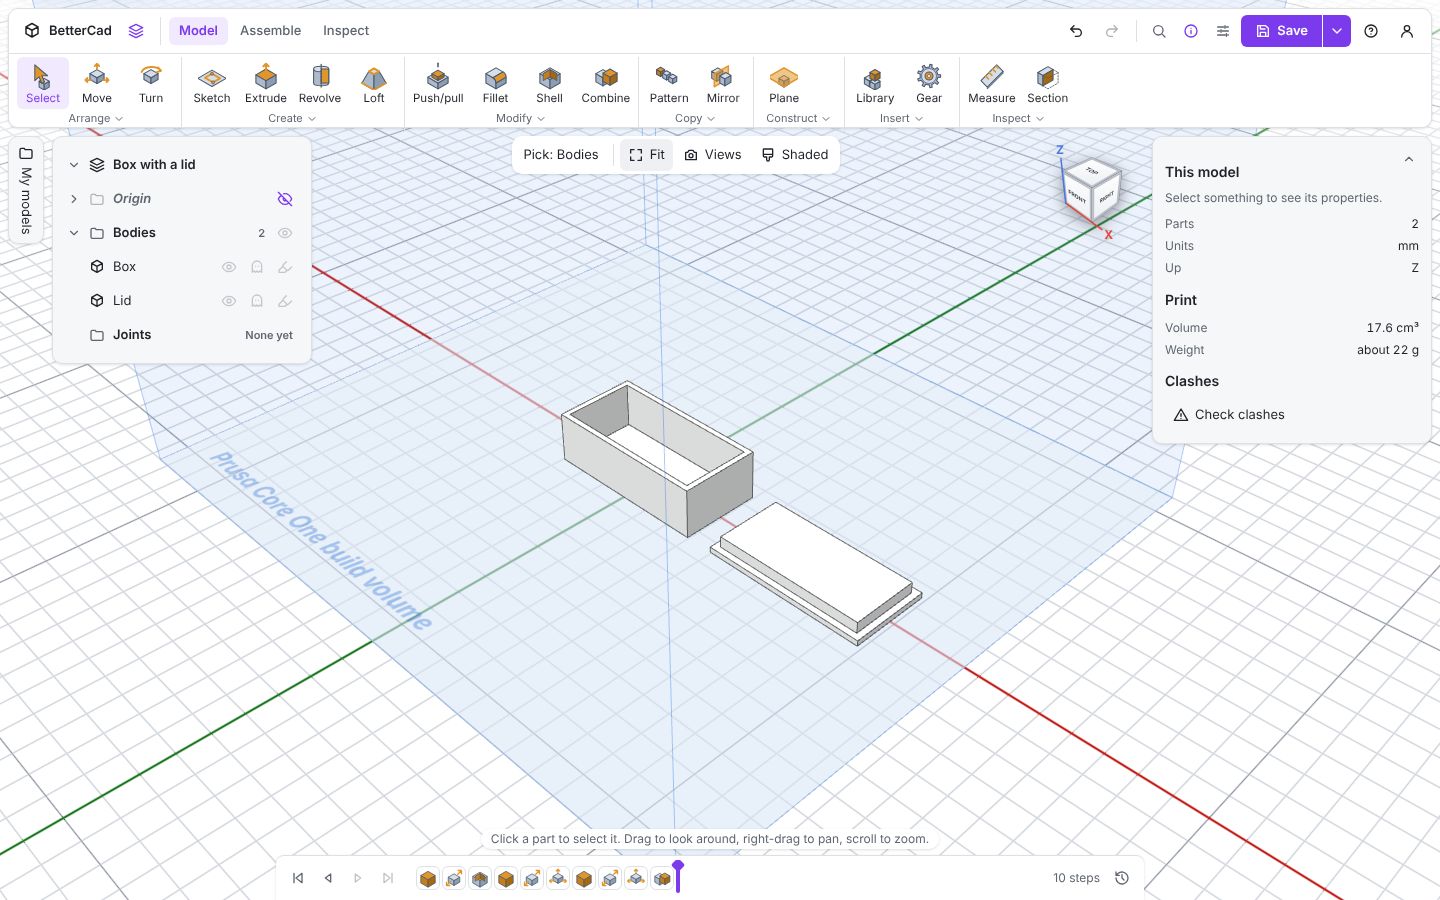 BetterCad
Model
Assemble
Inspect
Save
Select
Move
Turn
Sketch
Extrude
Revolve
Loft
Push/pull
Fillet
Shell
Combine
Pattern
Mirror
Plane
Library
Gear
Measure
Section
Arrange
Create
Modify
Copy
Construct
Insert
Inspect
My models
Box with a lid
Origin
Bodies 2
Box
Lid
Joints None yet
Pick: Bodies
Fit
Views
Shaded
Z
TOP
FRONT
RIGHT
X
This model
Select something to see its properties.
Parts 2
Units mm
Up Z
Print
Volume 17.6 cm³
Weight about 22 g
Clashes
Check clashes
Prusa Core One build volume
Click a part to select it. Drag to look around, right-drag to pan, scroll to zoom.
10 steps